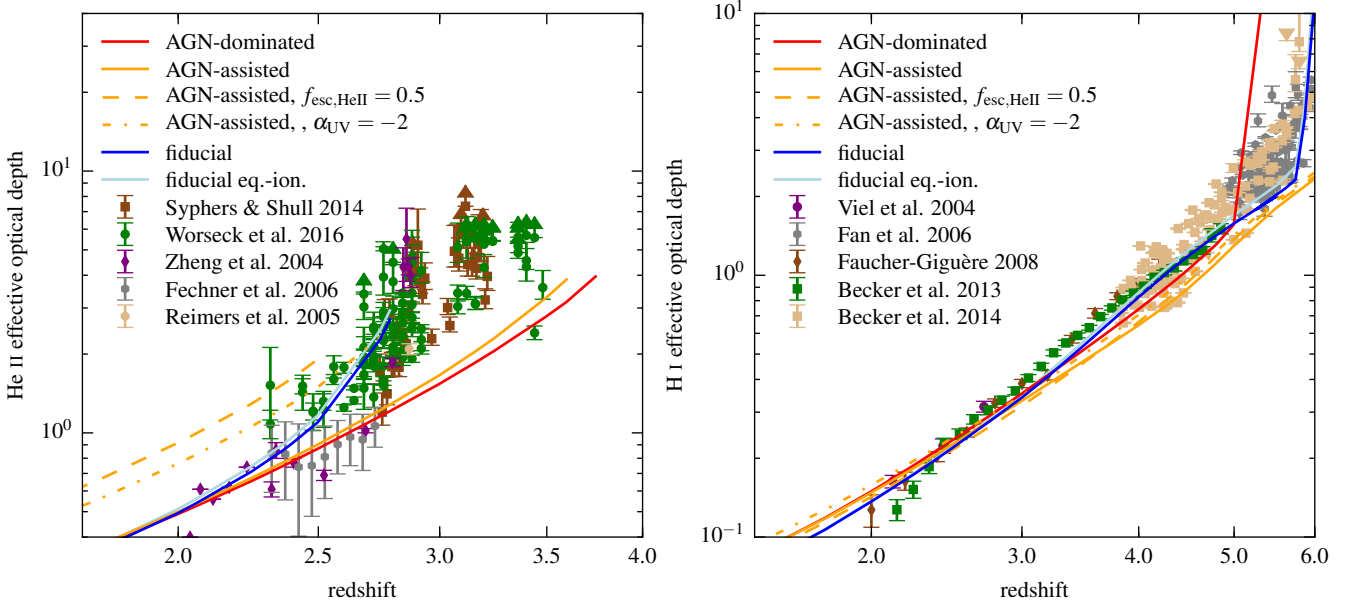 AGN-dominated
AGN-assisted
AGN-assisted, f_esc,HeII = 0.5
AGN-assisted, , α_UV = −2
fiducial
fiducial eq.-ion.
Syphers & Shull 2014
Worseck et al. 2016
Zheng et al. 2004
Fechner et al. 2006
Reimers et al. 2005
He II effective optical depth
10^1
10^0
2.0 2.5 3.0 3.5 4.0
redshift
AGN-dominated
AGN-assisted
AGN-assisted, f_esc,HeII = 0.5
AGN-assisted, , α_UV = −2
fiducial
fiducial eq.-ion.
Viel et al. 2004
Fan et al. 2006
Faucher-Giguère 2008
Becker et al. 2013
Becker et al. 2014
H I effective optical depth
10^1
10^0
10^−1
2.0 3.0 4.0 5.0 6.0
redshift